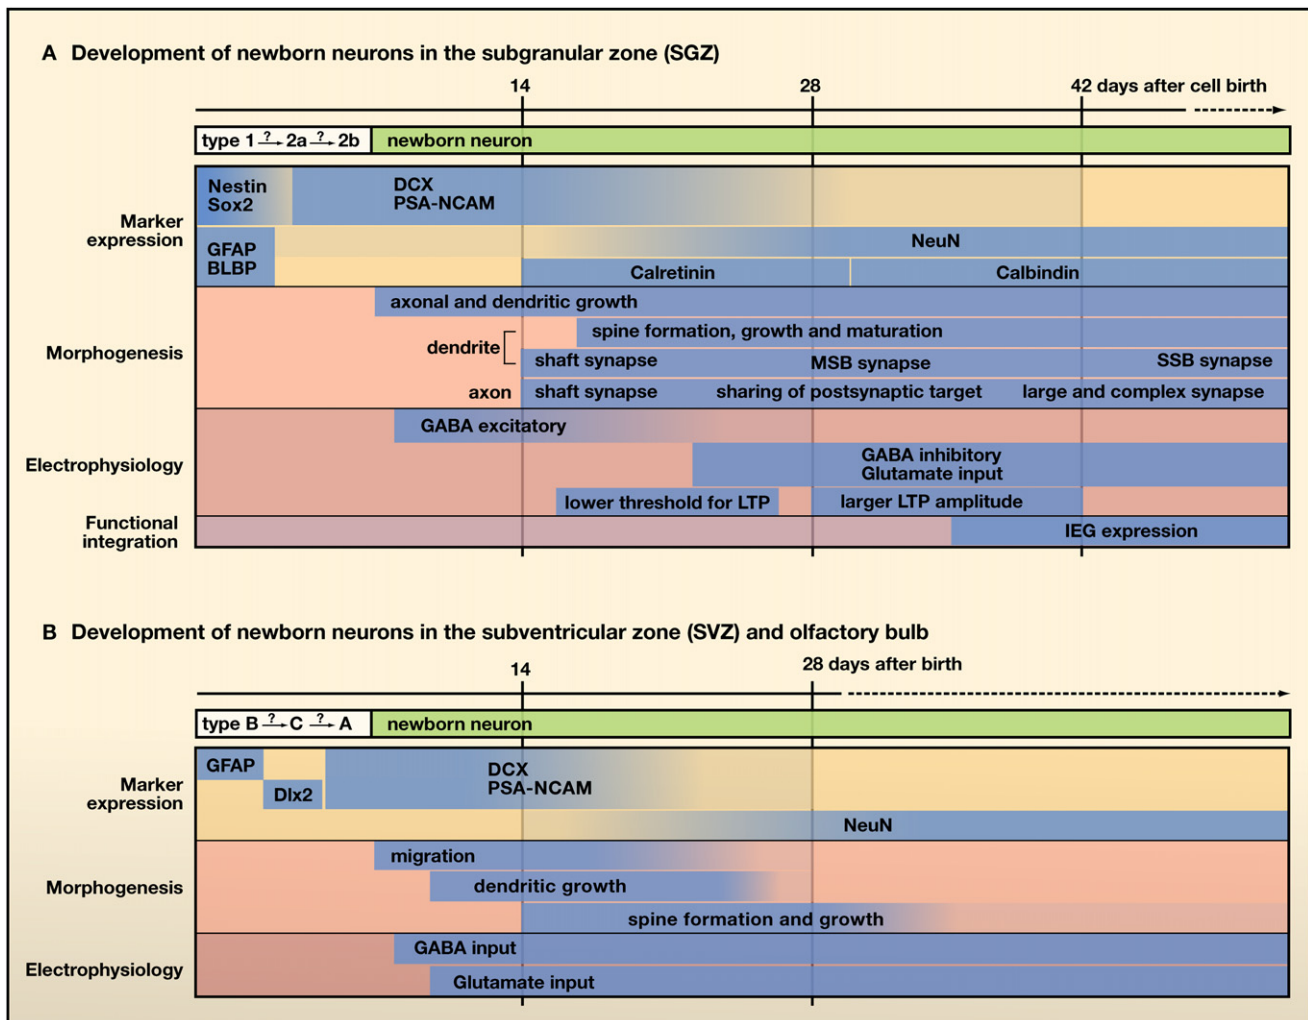 A Development of newborn neurons in the subgranular zone (SGZ)
14
28
42 days after cell birth
type 1 ?→ 2a ?→ 2b
newborn neuron
Marker
expression
Nestin
Sox2
DCX
PSA-NCAM
GFAP
BLBP
NeuN
Calretinin
Calbindin
Morphogenesis
axonal and dendritic growth
spine formation, growth and maturation
dendrite
shaft synapse
MSB synapse
SSB synapse
axon
shaft synapse
sharing of postsynaptic target
large and complex synapse
Electrophysiology
GABA excitatory
GABA inhibitory
Glutamate input
lower threshold for LTP
larger LTP amplitude
Functional
integration
IEG expression
B Development of newborn neurons in the subventricular zone (SVZ) and olfactory bulb
14
28 days after birth
type B ?→ C ?→ A
newborn neuron
Marker
expression
GFAP
Dlx2
DCX
PSA-NCAM
NeuN
Morphogenesis
migration
dendritic growth
spine formation and growth
Electrophysiology
GABA input
Glutamate input